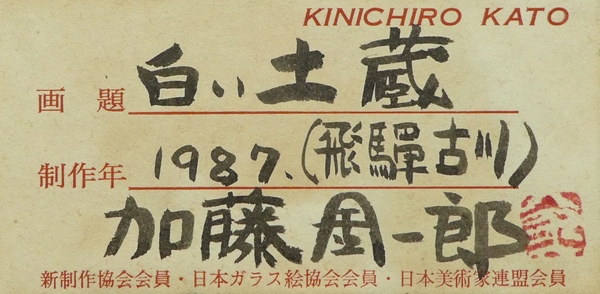 KINICHIRO KATO
画題 白い土蔵
制作年 1987.(飛驒古川)
加藤金一郎
新制作協会会員・日本ガラス絵協会会員・日本美術家連盟会員